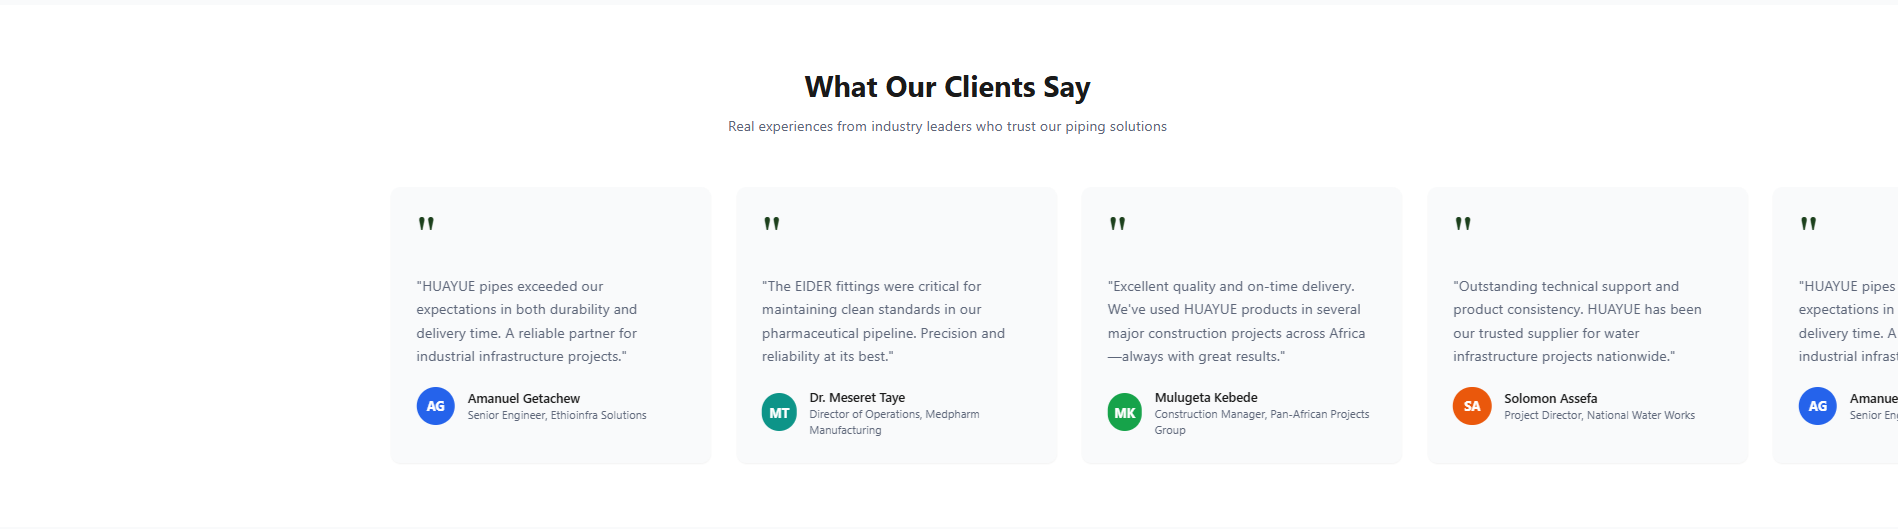 What Our Clients Say
Real experiences from industry leaders who trust our piping solutions
"
"HUAYUE pipes exceeded our
expectations in both durability and
delivery time. A reliable partner for
industrial infrastructure projects."
AG
Amanuel Getachew
Senior Engineer, Ethioinfra Solutions
"
"The EIDER fittings were critical for
maintaining clean standards in our
pharmaceutical pipeline. Precision and
reliability at its best."
MT
Dr. Meseret Taye
Director of Operations, Medpharm
Manufacturing
"
"Excellent quality and on-time delivery.
We've used HUAYUE products in several
major construction projects across Africa
—always with great results."
MK
Mulugeta Kebede
Construction Manager, Pan-African Projects
Group
"
"Outstanding technical support and
product consistency. HUAYUE has been
our trusted supplier for water
infrastructure projects nationwide."
SA
Solomon Assefa
Project Director, National Water Works
"
"HUAYUE pipes
expectations in
delivery time. A
industrial infrast
AG
Amanue
Senior Eng